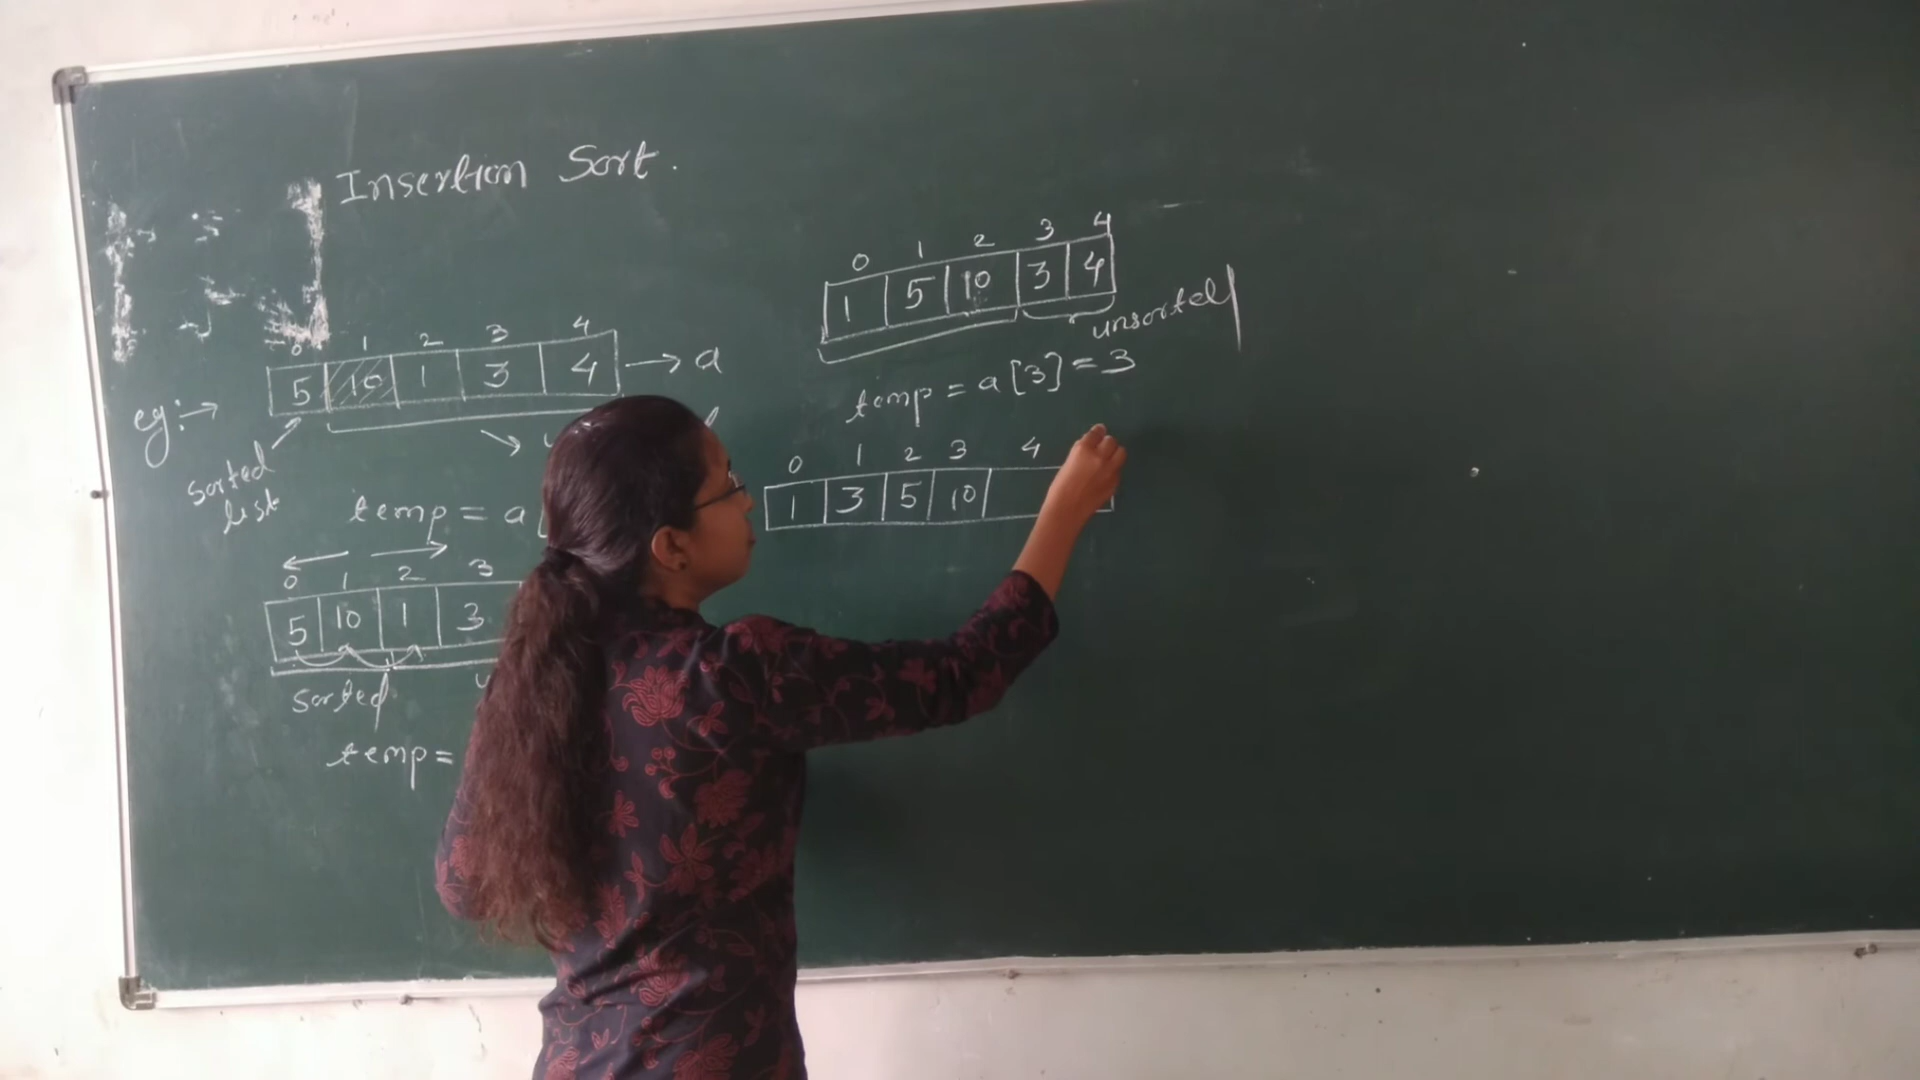 Insertion Sort.
0 1 2 3 4
eg:→ 5 10 1 3 4 → a
sorted
list
temp = a[
0 1 2 3
5 10 1 3
Sorted
temp =
0 1 2 3 4
1 5 10 3 4
unsorted
temp = a[3] = 3
0 1 2 3 4
1 3 5 10